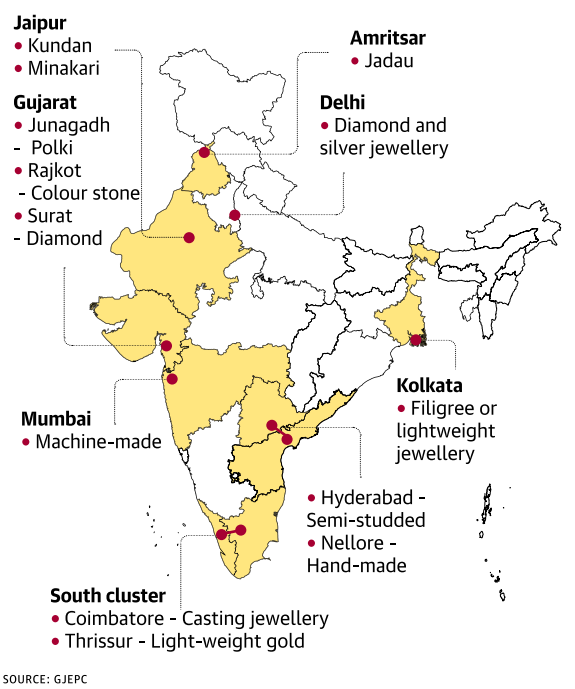 Jaipur
• Kundan
• Minakari
Gujarat
• Junagadh
- Polki
• Rajkot
- Colour stone
• Surat
- Diamond
Amritsar
• Jadau
Delhi
• Diamond and
silver jewellery
Mumbai
• Machine-made
Kolkata
• Filigree or
lightweight
jewellery
• Hyderabad -
Semi-studded
• Nellore -
Hand-made
South cluster
• Coimbatore - Casting jewellery
• Thrissur - Light-weight gold
SOURCE: GJEPC